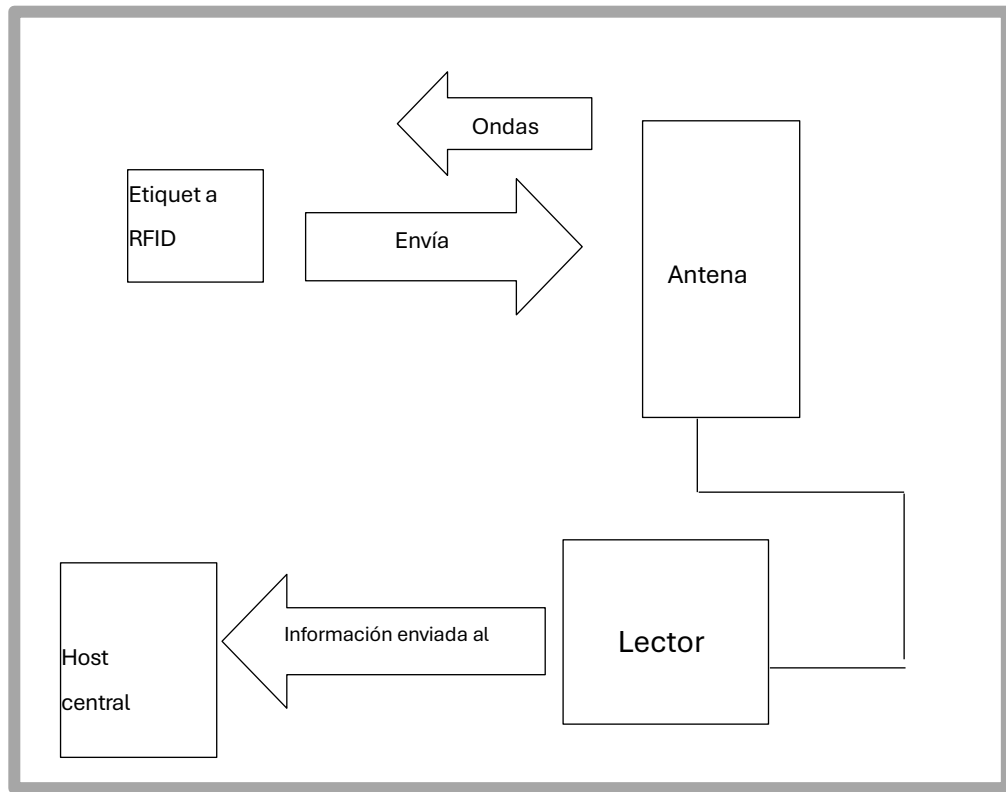 Ondas
Etiquet a
RFID
Envía
Antena
Información enviada al
Lector
Host
central